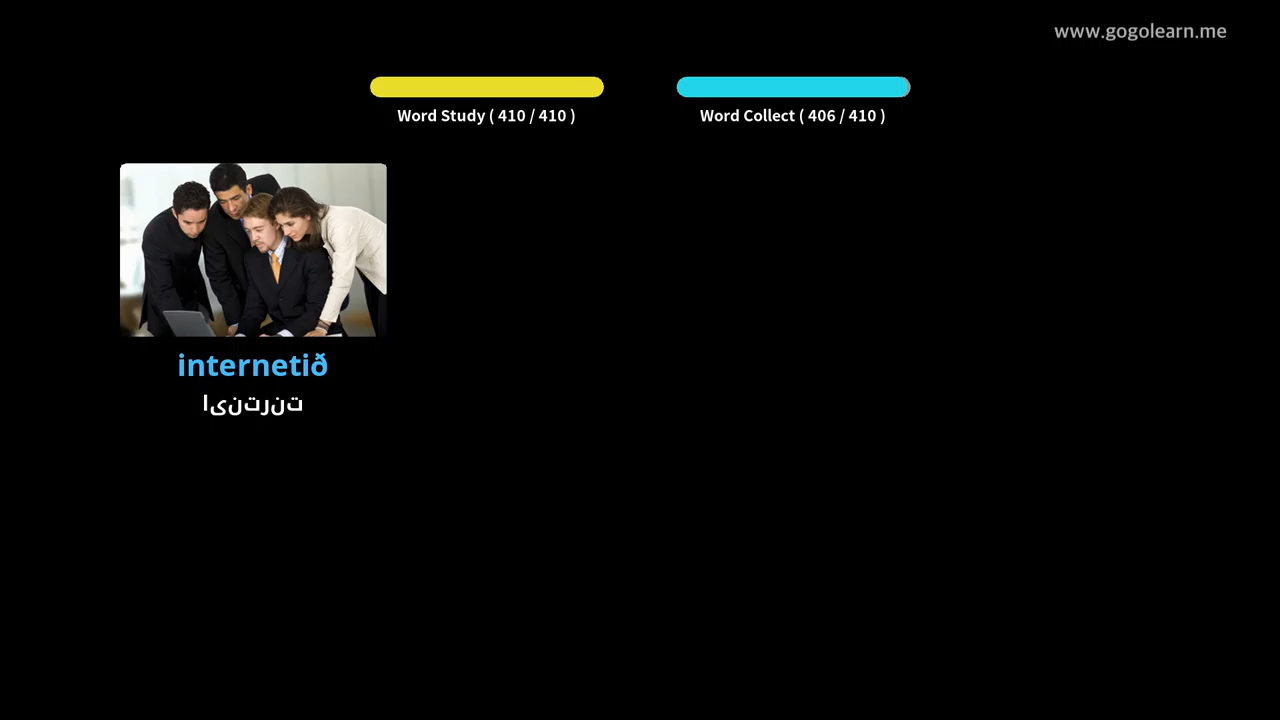 www.gogolearn.me
Word Study ( 410 / 410 )
Word Collect ( 406 / 410 )
internetið
اینترنت